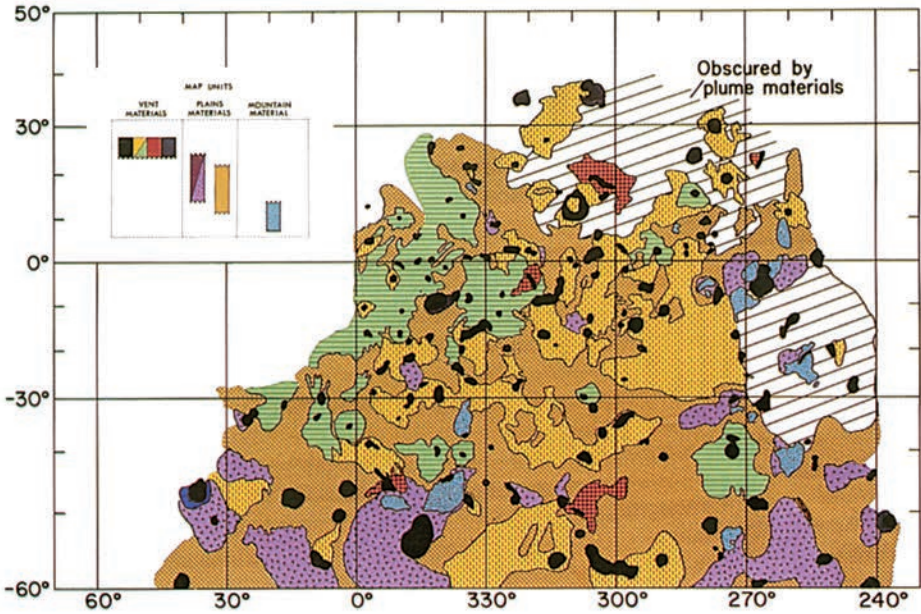 50°
30°
0°
-30°
-60°
60°
30°
0°
330°
300°
270°
240°
MAP UNITS
VENT
MATERIALS
PLAINS
MATERIALS
MOUNTAIN
MATERIAL
Obscured by
plume materials